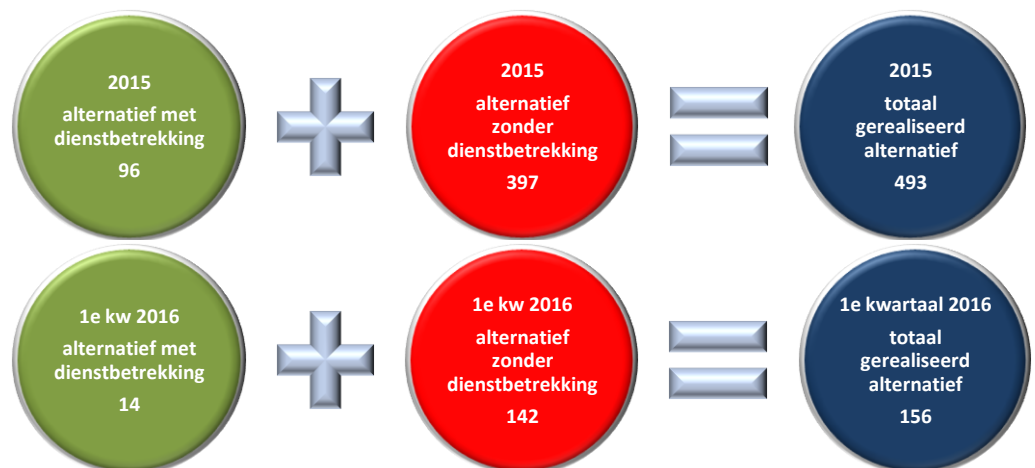 2015
alternatief met
dienstbetrekking
96
2015
alternatief
zonder
dienstbetrekking
397
2015
totaal
gerealiseerd
alternatief
493
1e kw 2016
alternatief met
dienstbetrekking
14
1e kw 2016
alternatief
zonder
dienstbetrekking
142
1e kwartaal 2016
totaal
gerealiseerd
alternatief
156